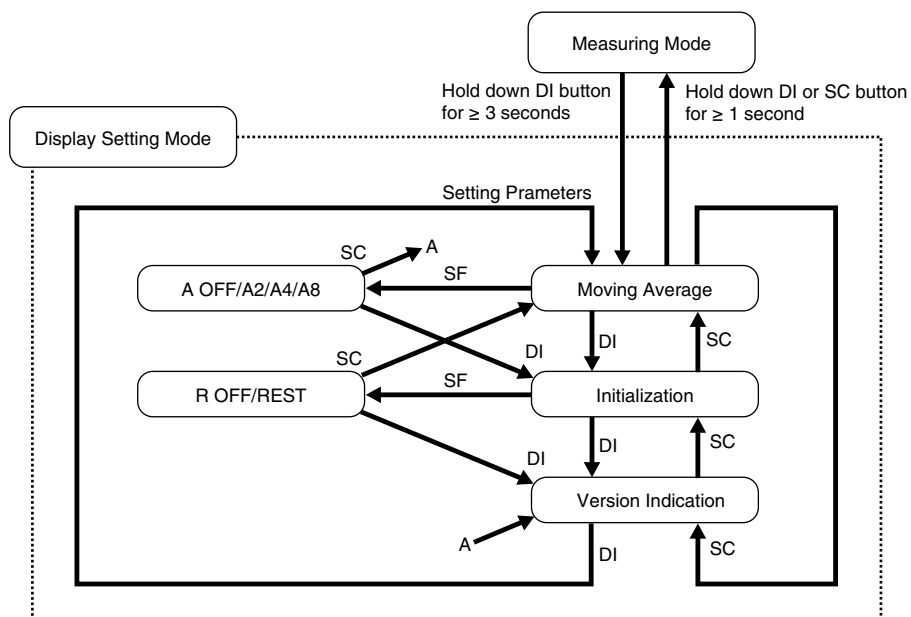 Measuring Mode
Hold down DI button
for ≥ 3 seconds
Hold down DI or SC button
for ≥ 1 second
Display Setting Mode
Setting Prameters
SC
A
A OFF/A2/A4/A8
SF
Moving Average
DI
DI
SC
SC
R OFF/REST
SF
Initialization
DI
DI
SC
Version Indication
A
DI
SC